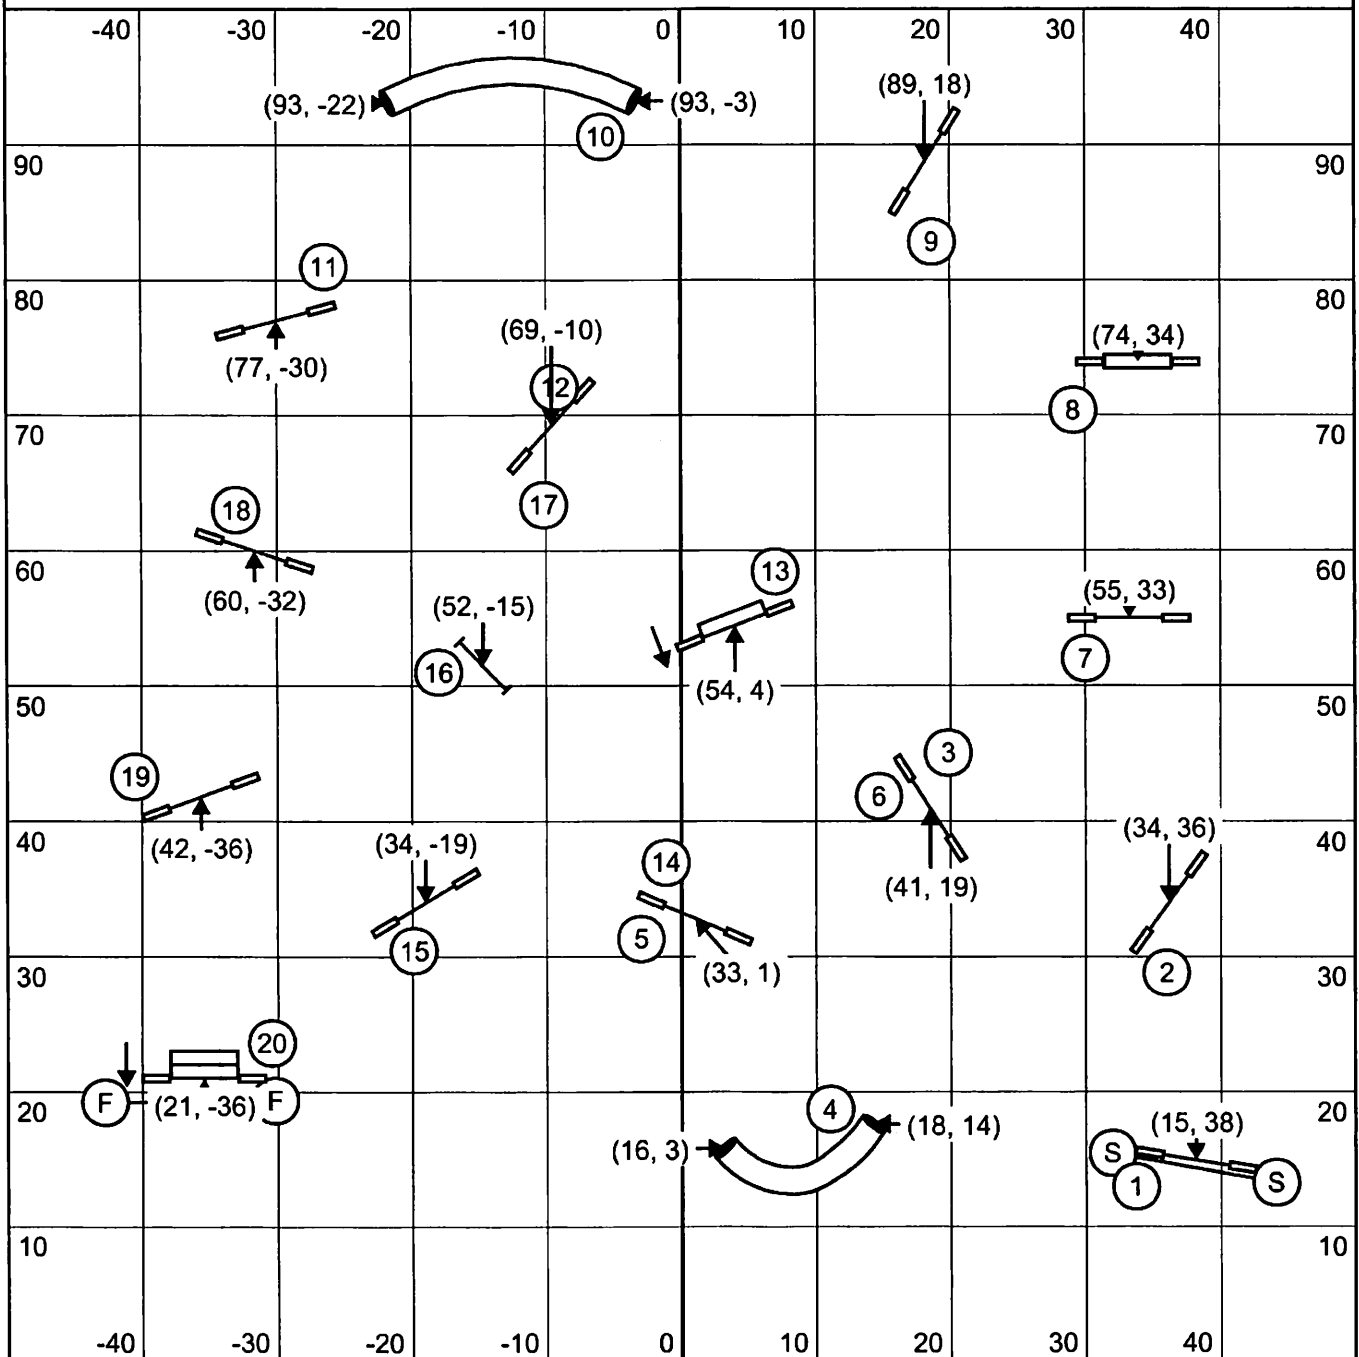 -40 -30 -20 -10 0 10 20 30 40
(89, 18)
(93, -22) (93, -3)
10
90 90
9
11
80 80
(69, -10) (74, 34)
(77, -30)
12
8
70 70
17
18
60 13 60
(55, 33)
(60, -32) (52, -15)
16 7
(54, 4)
50 50
3
19 6
(34, 36)
40 (42, -36) (34, -19) 14 40
(41, 19)
15 5
(33, 1) 2
30 30
20
F (21, -36) F
20 4 20
(16, 3) (18, 14) (15, 38)
S
1 S
10 10
-40 -30 -20 -10 0 10 20 30 40